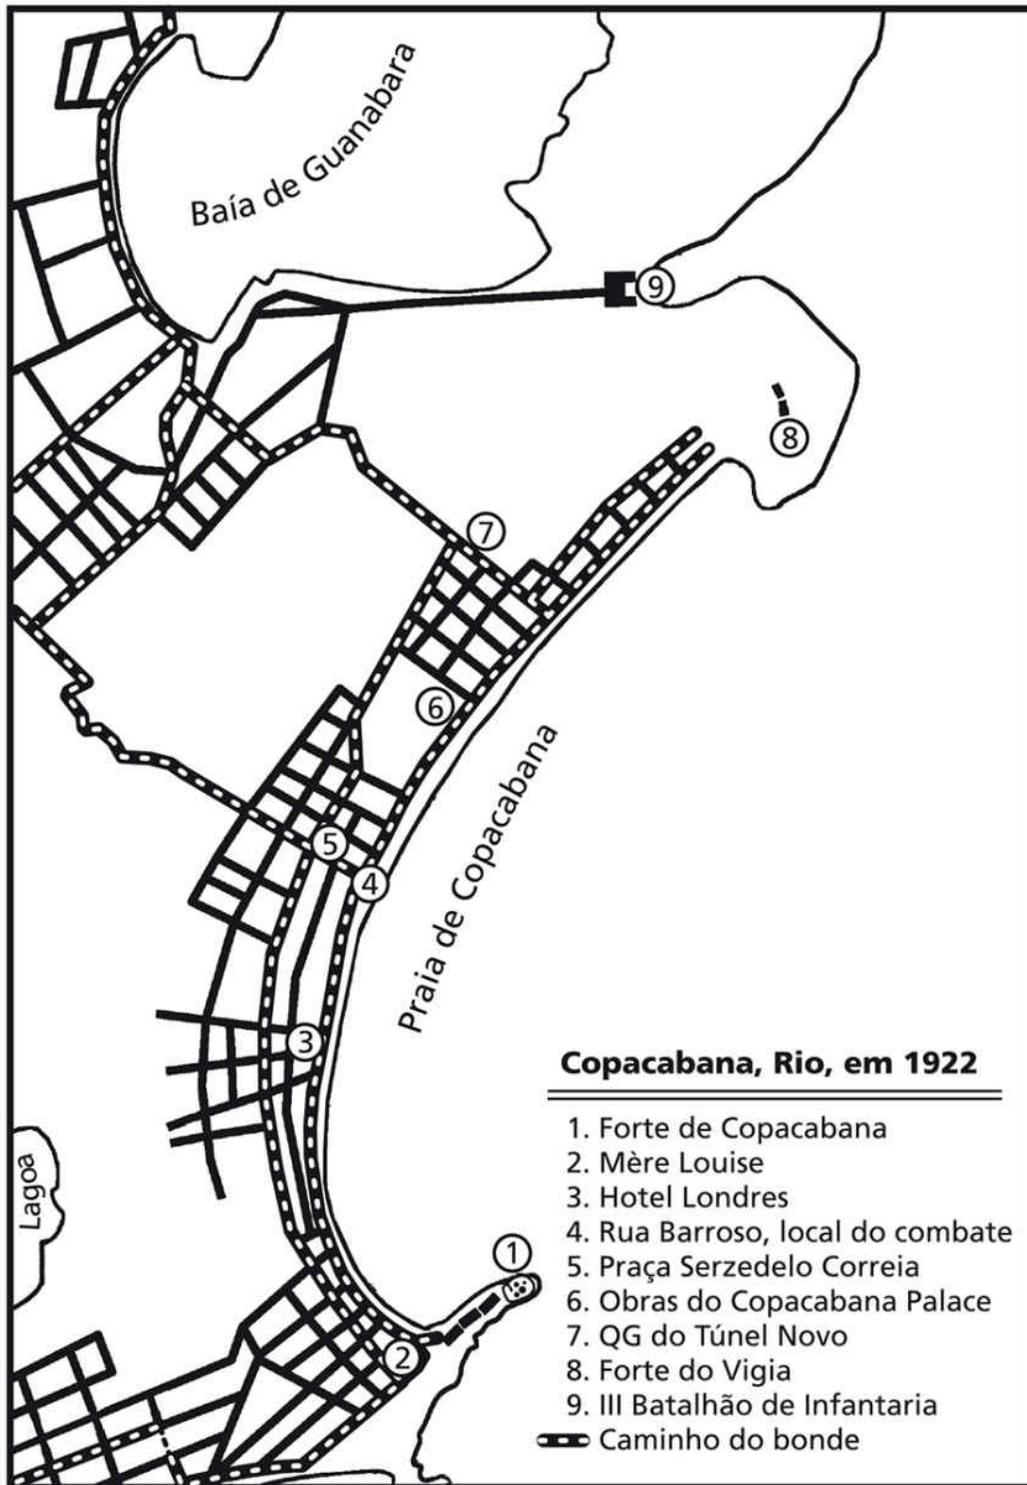 Baía de Guanabara
9
8
7
6
Praia de Copacabana
5
4
3
Lagoa
1
2
Copacabana, Rio, em 1922
1. Forte de Copacabana
2. Mère Louise
3. Hotel Londres
4. Rua Barroso, local do combate
5. Praça Serzedelo Correia
6. Obras do Copacabana Palace
7. QG do Túnel Novo
8. Forte do Vigia
9. III Batalhão de Infantaria
Caminho do bonde